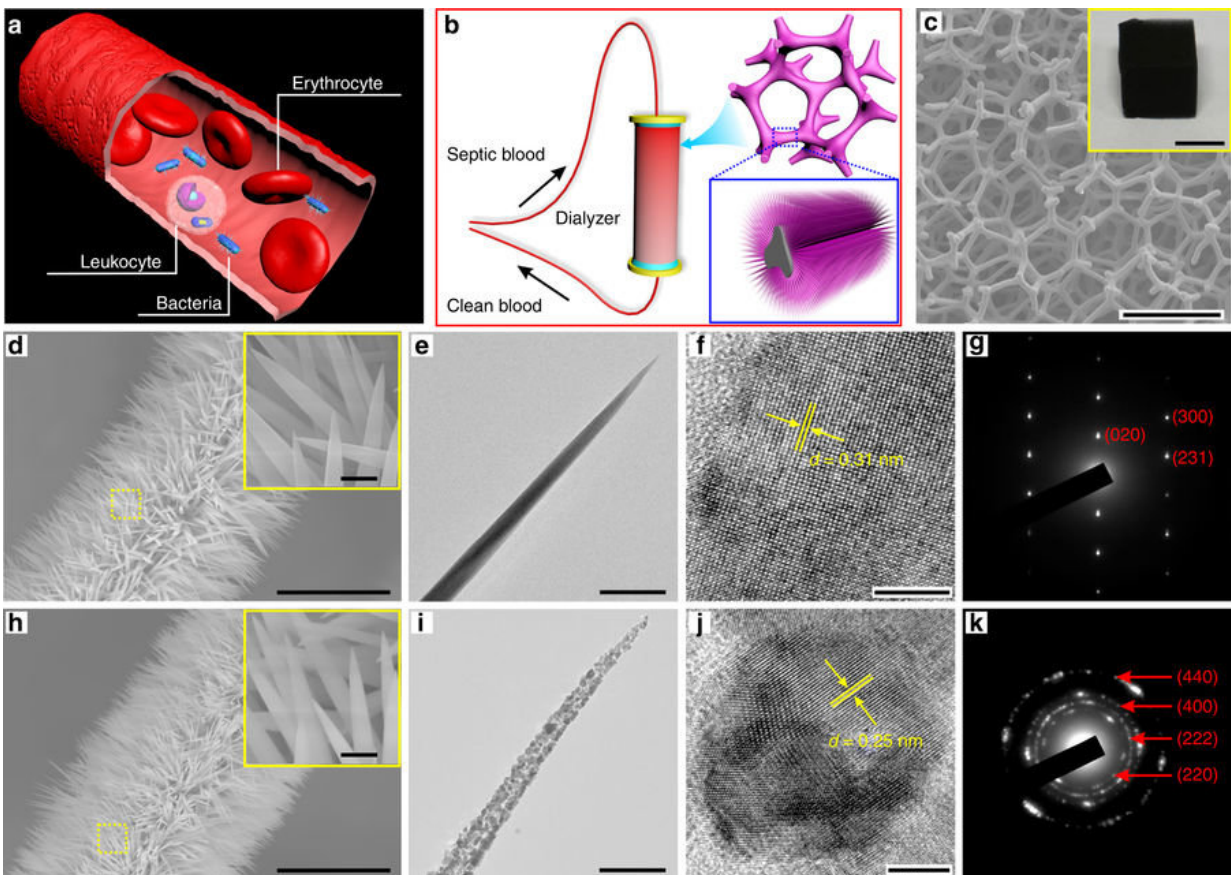 a
Erythrocyte
Leukocyte
Bacteria
b
Septic blood
Dialyzer
Clean blood
c
d
e
f
d = 0.31 nm
g
(300)
(020)
(231)
h
i
j
d = 0.25 nm
k
(440)
(400)
(222)
(220)